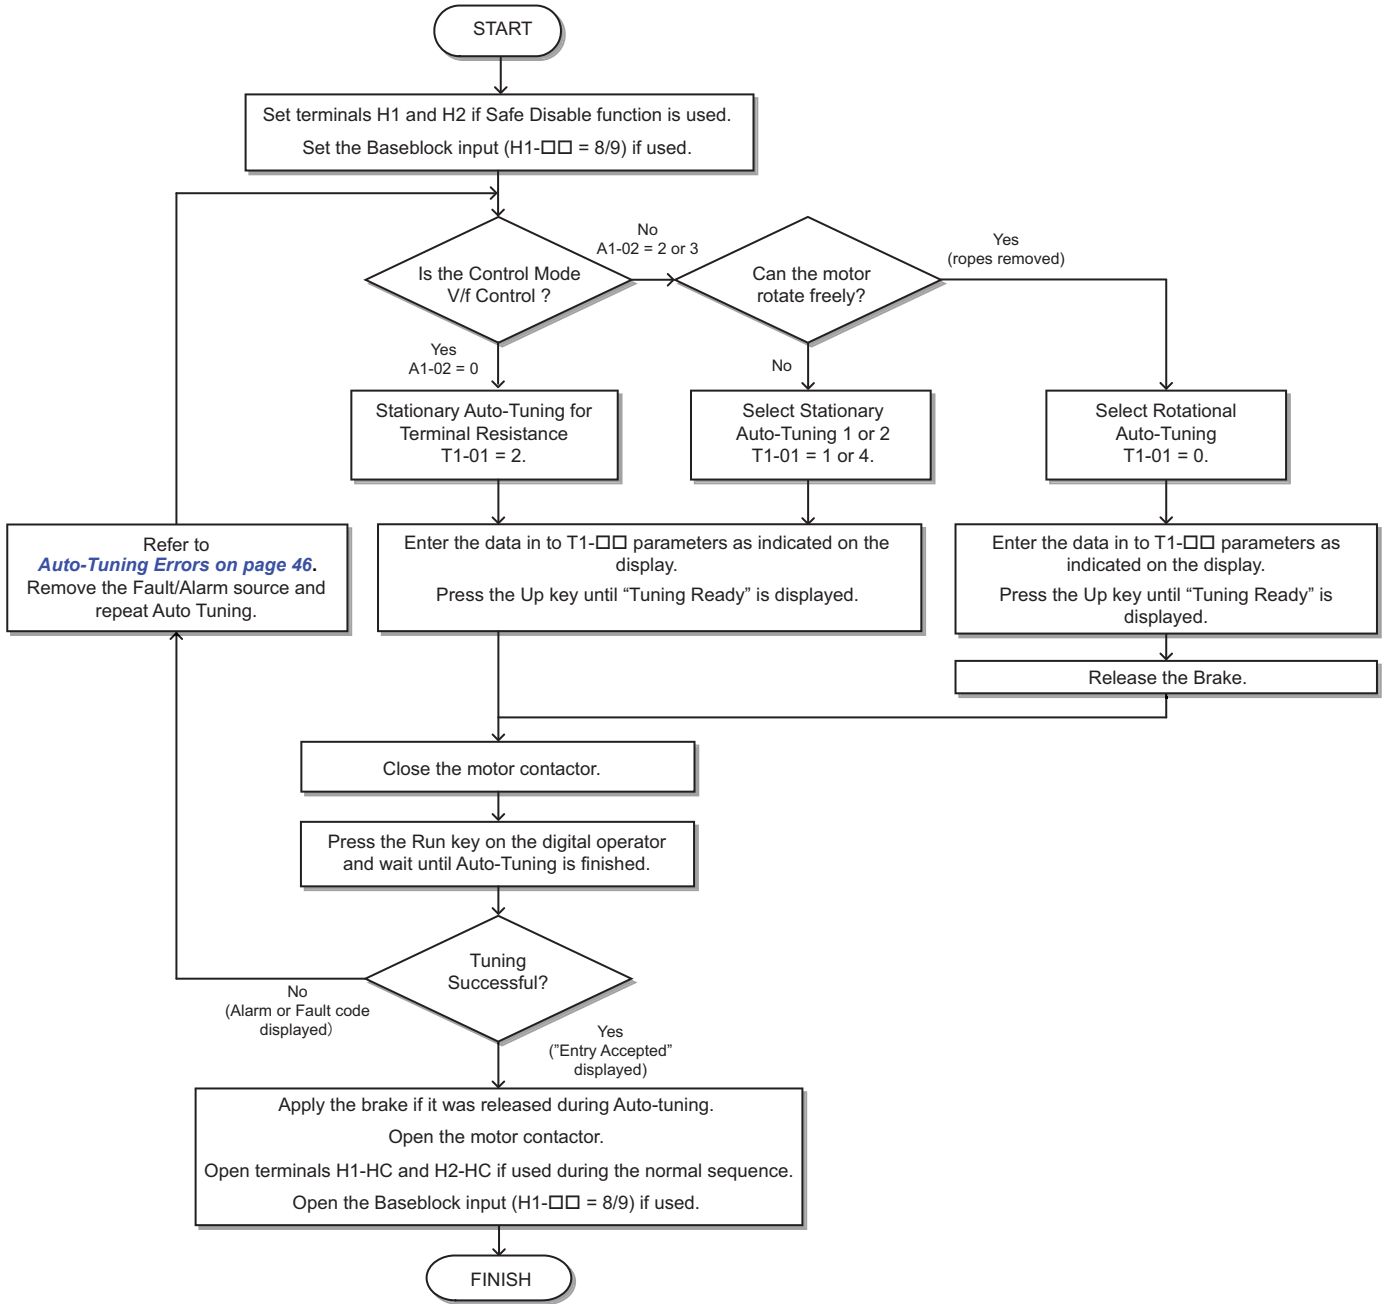 START
Set terminals H1 and H2 if Safe Disable function is used.
Set the Baseblock input (H1-□□ = 8/9) if used.
Is the Control Mode
V/f Control ?
No
A1-02 = 2 or 3
Can the motor
rotate freely?
Yes
(ropes removed)
Yes
A1-02 = 0
No
Stationary Auto-Tuning for
Terminal Resistance
T1-01 = 2.
Select Stationary
Auto-Tuning 1 or 2
T1-01 = 1 or 4.
Select Rotational
Auto-Tuning
T1-01 = 0.
Refer to
Auto-Tuning Errors on page 46.
Remove the Fault/Alarm source and
repeat Auto Tuning.
Enter the data in to T1-□□ parameters as indicated on the
display.
Press the Up key until “Tuning Ready” is displayed.
Enter the data in to T1-□□ parameters as
indicated on the display.
Press the Up key until “Tuning Ready” is
displayed.
Release the Brake.
Close the motor contactor.
Press the Run key on the digital operator
and wait until Auto-Tuning is finished.
Tuning
Successful?
No
(Alarm or Fault code
displayed)
Yes
(”Entry Accepted”
displayed)
Apply the brake if it was released during Auto-tuning.
Open the motor contactor.
Open terminals H1-HC and H2-HC if used during the normal sequence.
Open the Baseblock input (H1-□□ = 8/9) if used.
FINISH